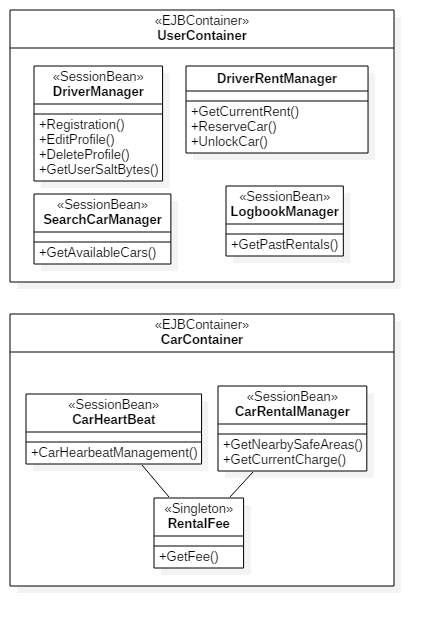 «EJBContainer»
UserContainer
«SessionBean»
DriverManager
+Registration()
+EditProfile()
+DeleteProfile()
+GetUserSaltBytes()
DriverRentManager
+GetCurrentRent()
+ReserveCar()
+UnlockCar()
«SessionBean»
SearchCarManager
+GetAvailableCars()
«SessionBean»
LogbookManager
+GetPastRentals()
«EJBContainer»
CarContainer
«SessionBean»
CarHeartBeat
+CarHearbeatManagement()
«SessionBean»
CarRentalManager
+GetNearbySafeAreas()
+GetCurrentCharge()
«Singleton»
RentalFee
+GetFee()